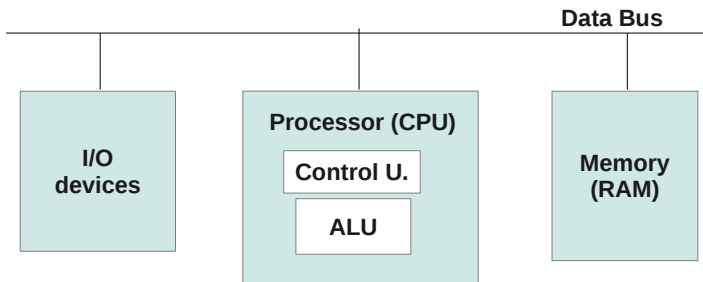 Data Bus
I/O
devices
Processor (CPU)
Control U.
ALU
Memory
(RAM)